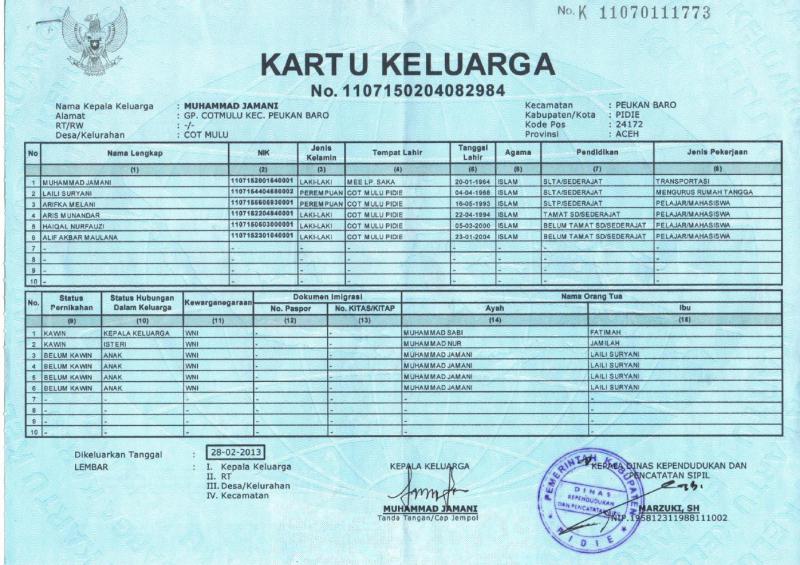 No. K 11070111773
KARTU KELUARGA
No. 1107150204082984
Nama Kepala Keluarga : MUHAMMAD JAMANI
Alamat : GP. COTMULU KEC. PEUKAN BARO
RT/RW : -/-
Desa/Kelurahan : COT MULU
Kecamatan : PEUKAN BARO
Kabupaten/Kota : PIDIE
Kode Pos : 24172
Provinsi : ACEH
No Nama Lengkap NIK Jenis Kelamin Tempat Lahir Tanggal Lahir Agama Pendidikan Jenis Pekerjaan
(1) (2) (3) (4) (5) (6) (7) (8)
1 MUHAMMAD JAMANI 1107152001640001 LAKI-LAKI MEE LP. SAKA 20-01-1964 ISLAM SLTA/SEDERAJAT TRANSPORTASI
2 LAILI SURYANI 1107154404680002 PEREMPUAN COT MULU PIDIE 04-04-1968 ISLAM SLTA/SEDERAJAT MENGURUS RUMAH TANGGA
3 ARIFKA MELANI 1107155605930001 PEREMPUAN COT MULU PIDIE 16-05-1993 ISLAM SLTP/SEDERAJAT PELAJAR/MAHASISWA
4 ARIS MUNANDAR 1107152204940001 LAKI-LAKI COT MULU PIDIE 22-04-1994 ISLAM TAMAT SD/SEDERAJAT PELAJAR/MAHASISWA
5 HAIQAL NURFAUZI 1107150503000001 LAKI-LAKI COT MULU PIDIE 05-03-2000 ISLAM BELUM TAMAT SD/SEDERAJAT PELAJAR/MAHASISWA
6 ALIF AKBAR MAULANA 1107152301040001 LAKI-LAKI COT MULU PIDIE 23-01-2004 ISLAM BELUM TAMAT SD/SEDERAJAT PELAJAR/MAHASISWA
7 - - - - - - - -
8 - - - - - - - -
9 - - - - - - - -
10 - - - - - - - -
No. Status Pernikahan Status Hubungan Dalam Keluarga Kewarganegaraan Dokumen Imigrasi Nama Orang Tua
No. Paspor No. KITAS/KITAP Ayah Ibu
(9) (10) (11) (12) (13) (14) (15)
1 KAWIN KEPALA KELUARGA WNI - - MUHAMMAD SABI FATIMAH
2 KAWIN ISTERI WNI - - MUHAMMAD NUR JAMILAH
3 BELUM KAWIN ANAK WNI - - MUHAMMAD JAMANI LAILI SURYANI
4 BELUM KAWIN ANAK WNI - - MUHAMMAD JAMANI LAILI SURYANI
5 BELUM KAWIN ANAK WNI - - MUHAMMAD JAMANI LAILI SURYANI
6 BELUM KAWIN ANAK WNI - - MUHAMMAD JAMANI LAILI SURYANI
7 - - - - - - -
8 - - - - - - -
9 - - - - - - -
10 - - - - - - -
Dikeluarkan Tanggal : 28-02-2013
LEMBAR : I. Kepala Keluarga
II. RT
III. Desa/Kelurahan
IV. Kecamatan
KEPALA KELUARGA
MUHAMMAD JAMANI
Tanda Tangan/Cap Jempol
KEPALA DINAS KEPENDUDUKAN DAN
PENCATATAN SIPIL
MARZUKI, SH
NIP.195812311988111002
PEMERINTAH KABUPATEN
DINAS
KEPENDUDUKAN
DAN PENCATATAN
PIDIE